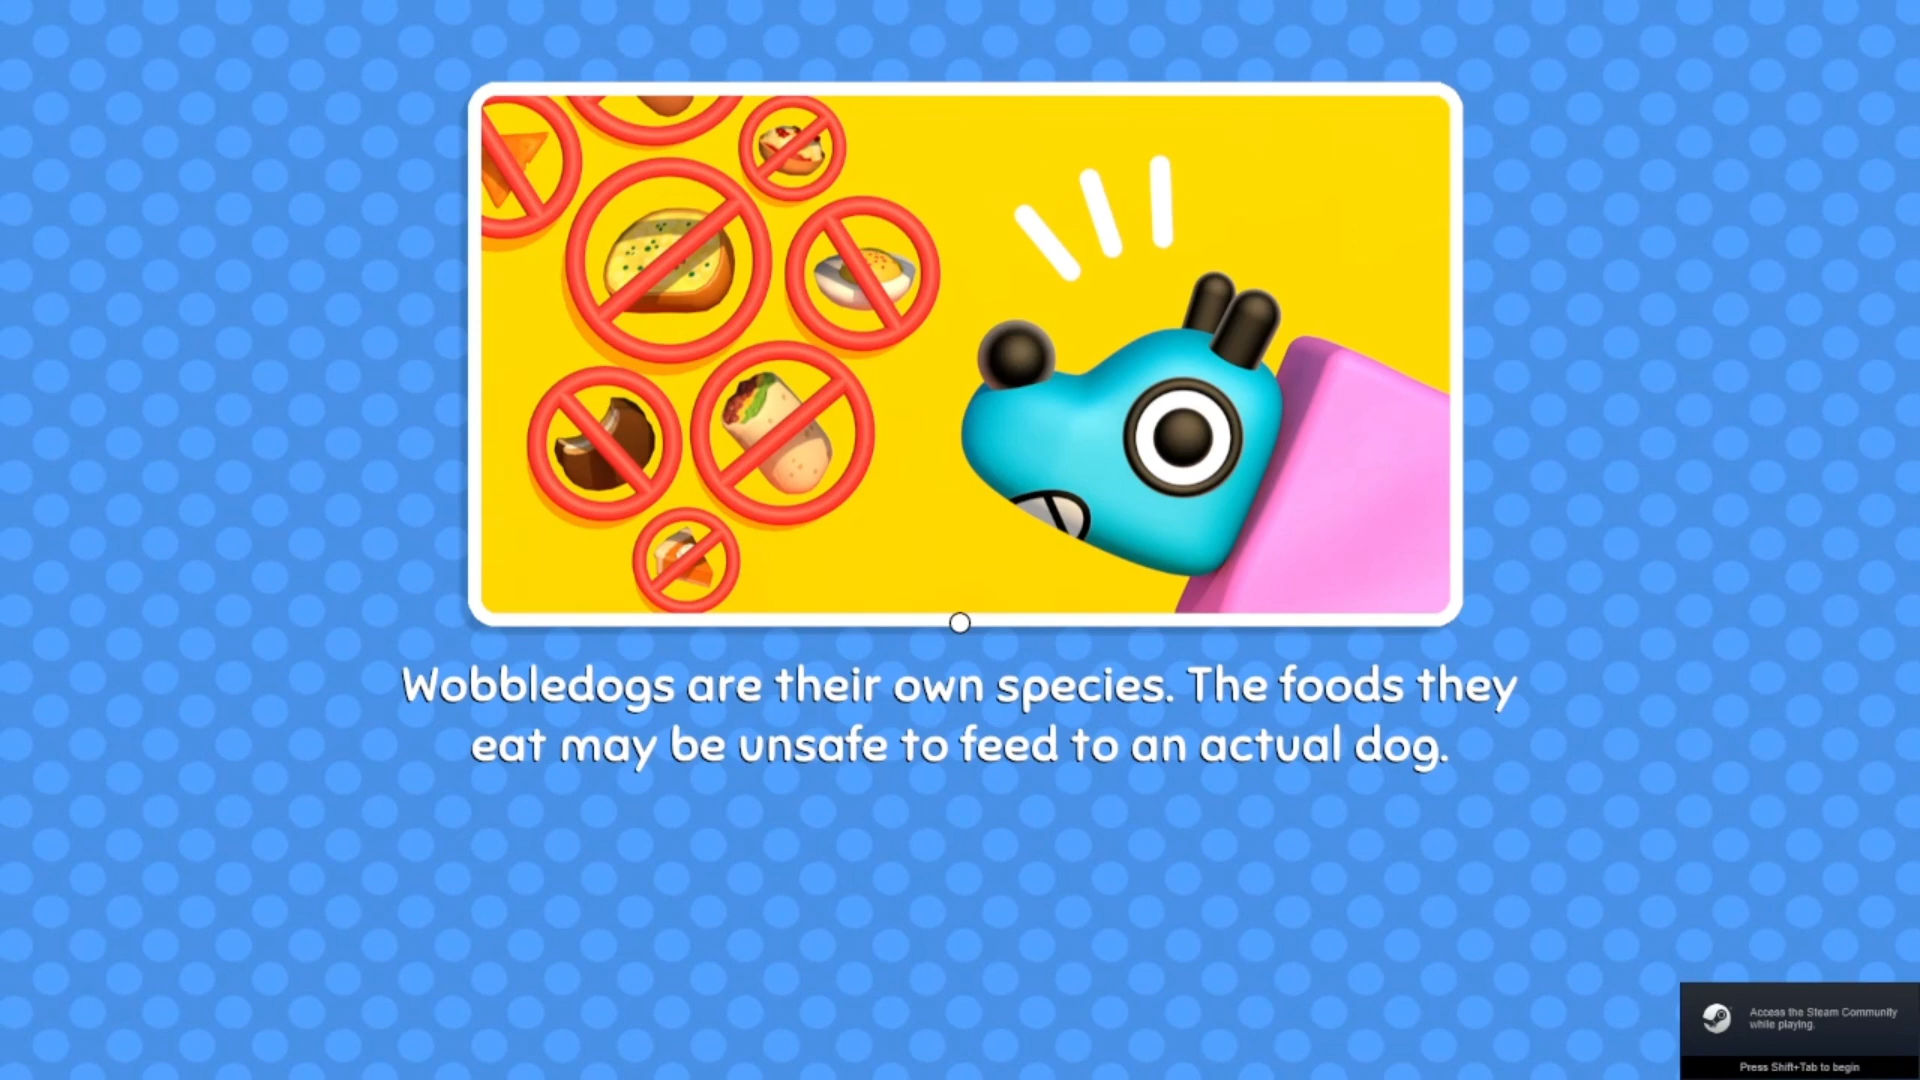 Wobbledogs are their own species. The foods they
eat may be unsafe to feed to an actual dog.
Access the Steam Community
while playing.
Press Shift+Tab to begin